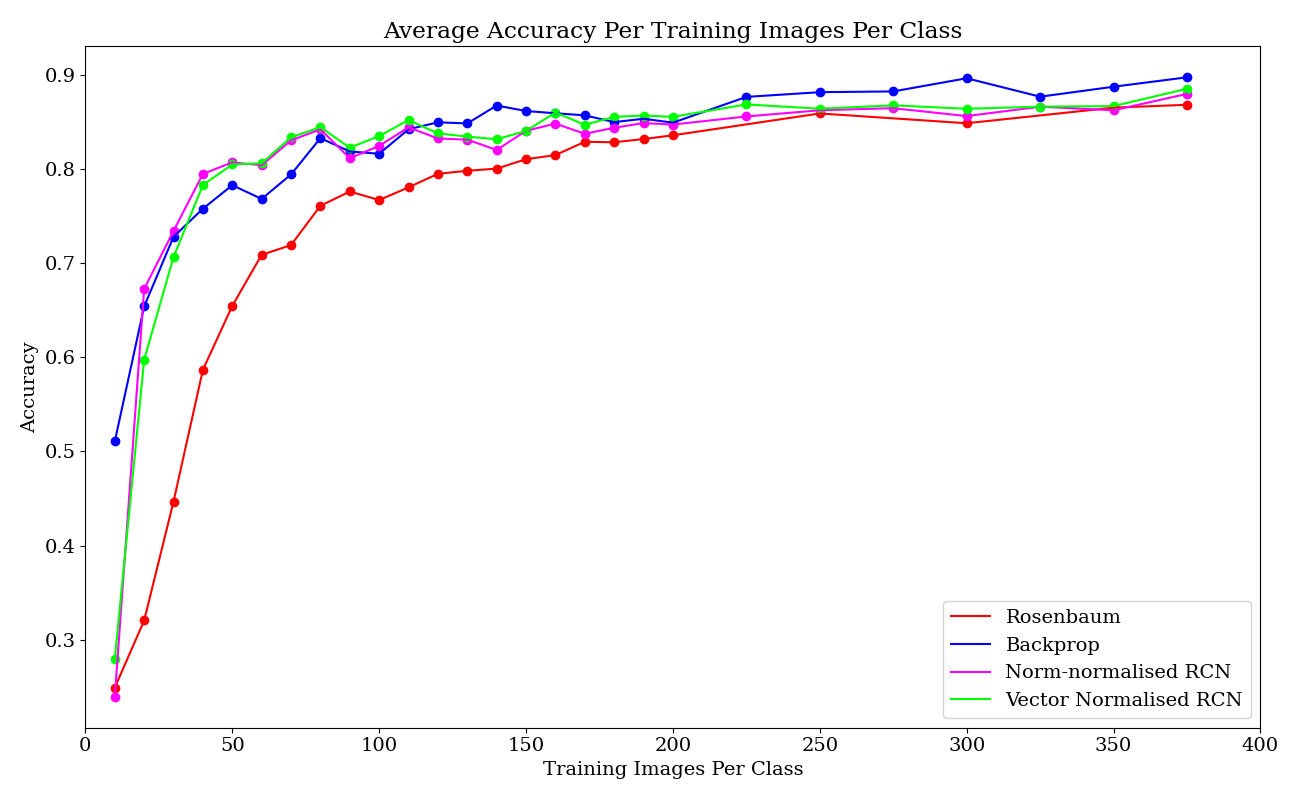 Average Accuracy Per Training Images Per Class
0.9
0.8
0.7
0.6
0.5
0.4
0.3
Accuracy
0 50 100 150 200 250 300 350 400
Training Images Per Class
Rosenbaum
Backprop
Norm-normalised RCN
Vector Normalised RCN